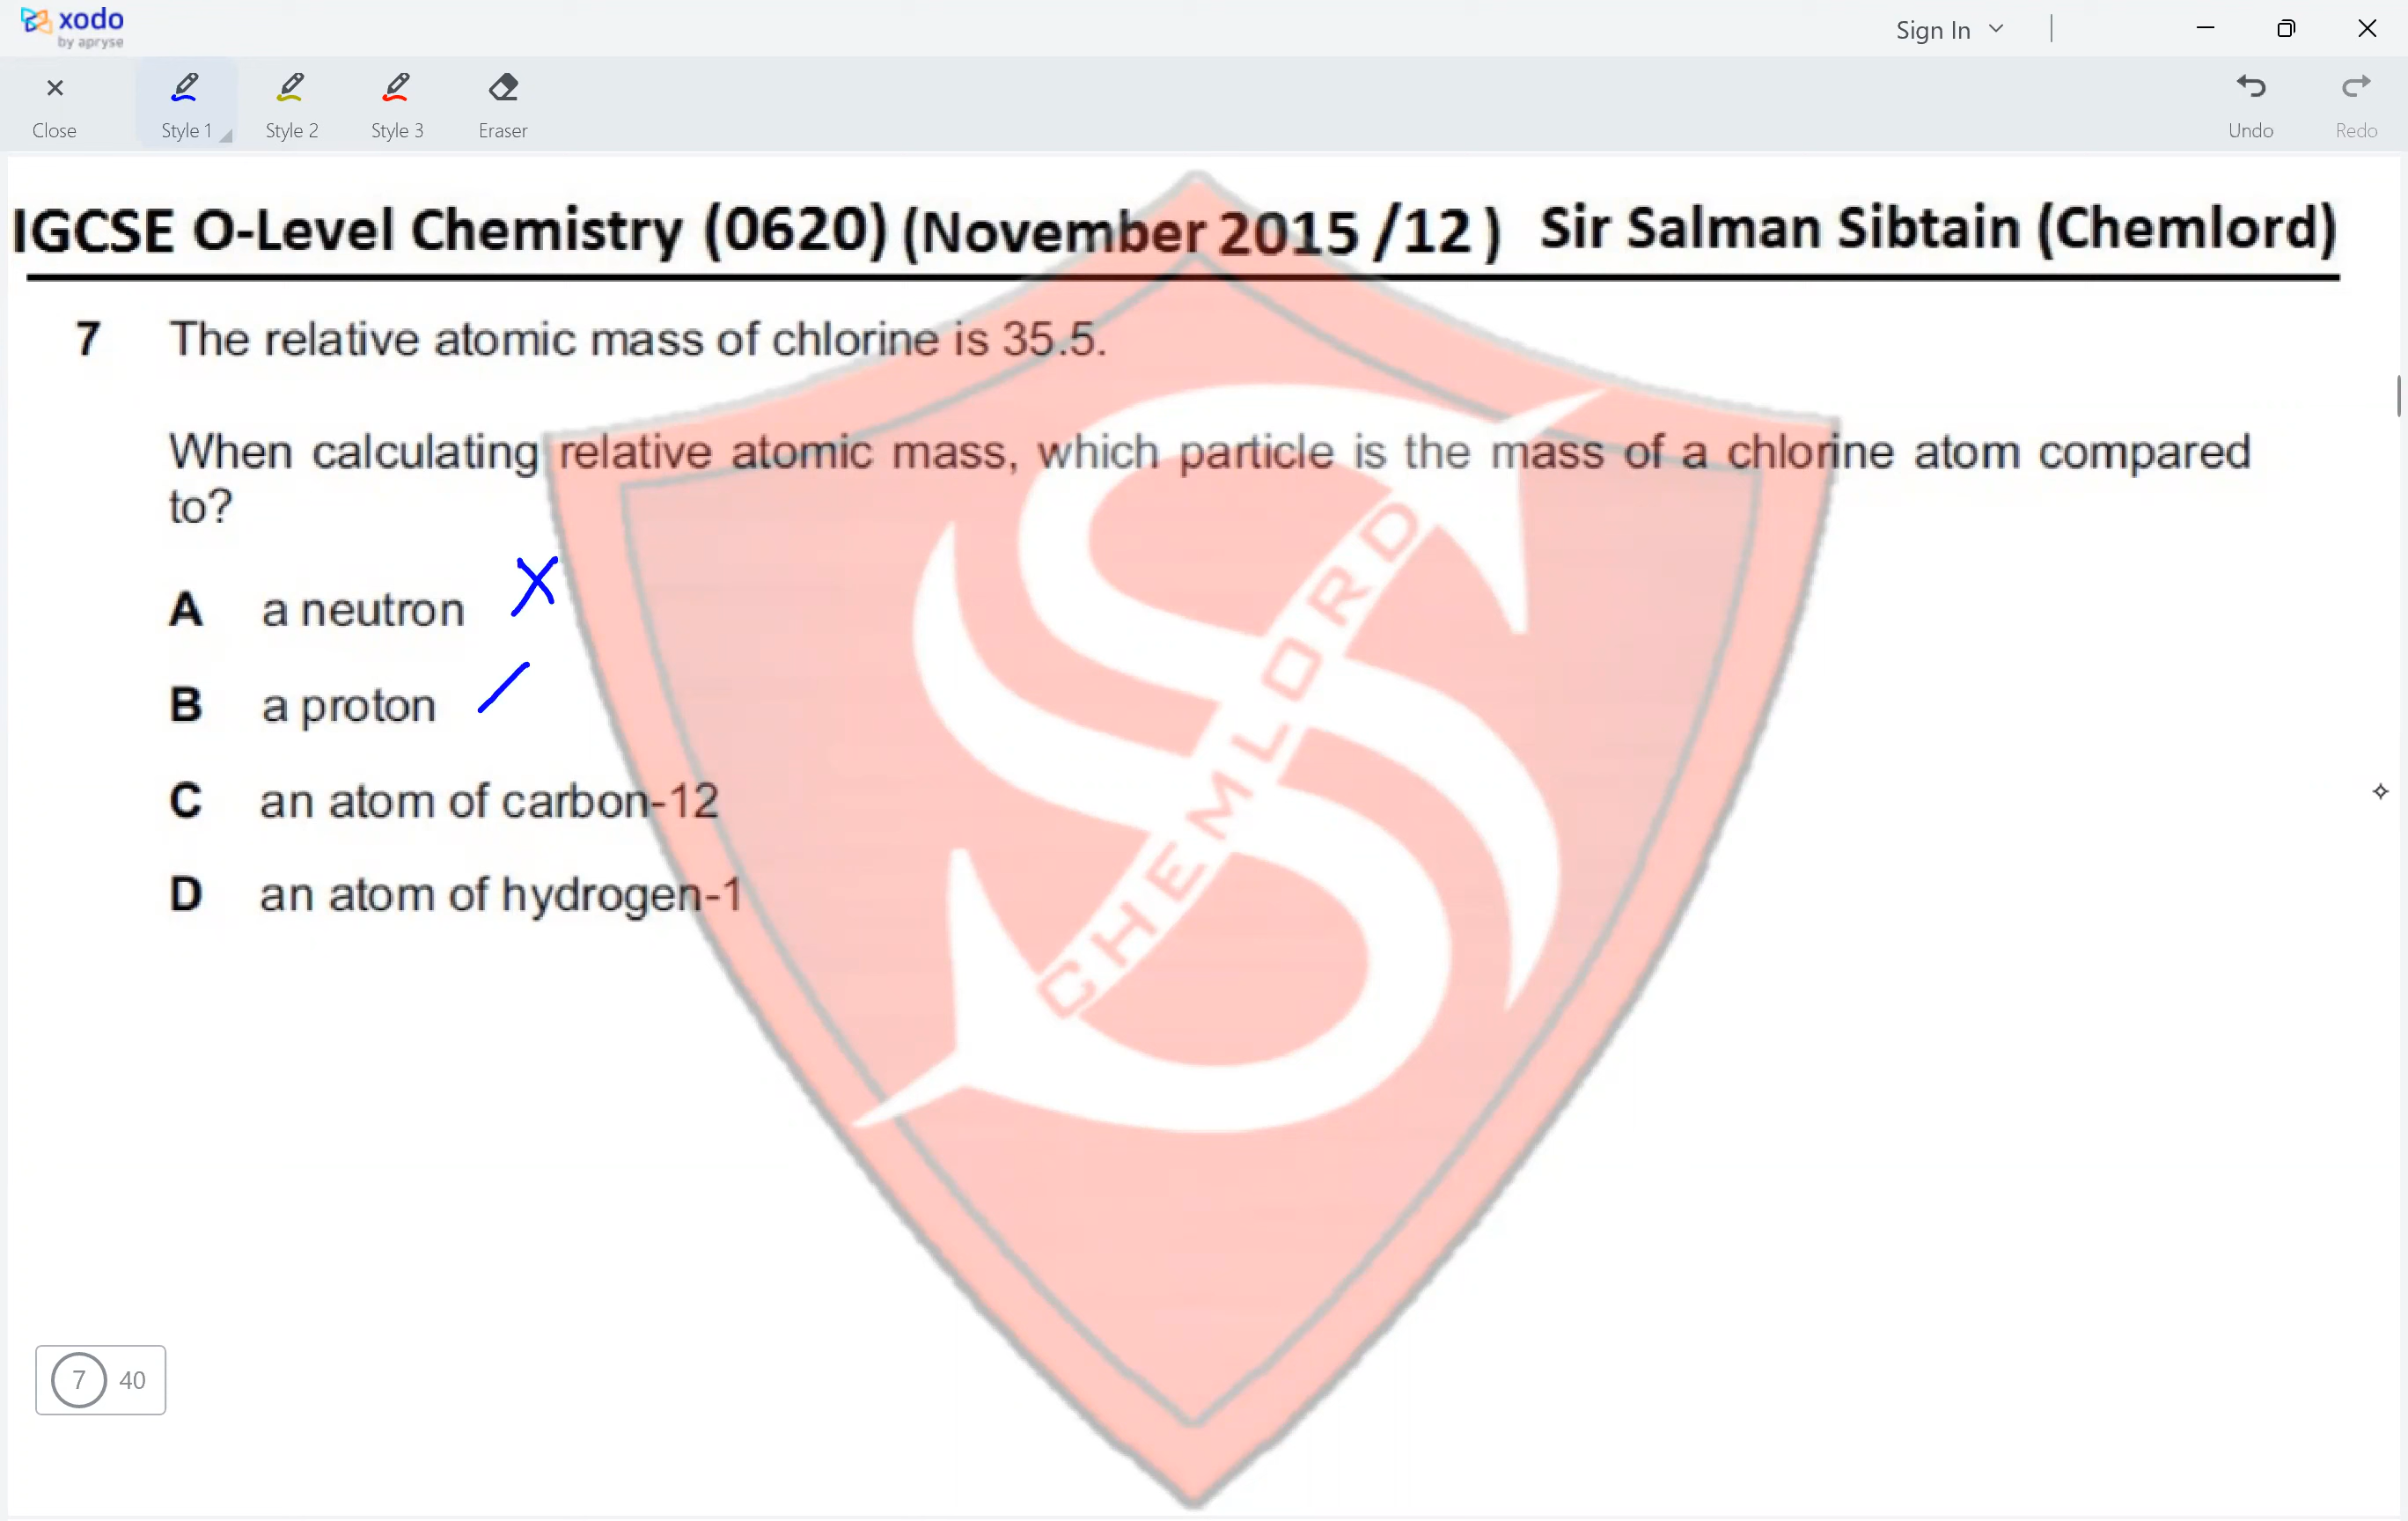 xodo
by apryse
Sign In
Close
Style 1
Style 2
Style 3
Eraser
Undo
Redo
IGCSE O-Level Chemistry (0620) (November 2015 /12 ) Sir Salman Sibtain (Chemlord)
7 The relative atomic mass of chlorine is 35.5.
When calculating relative atomic mass, which particle is the mass of a chlorine atom compared
to?
A a neutron
B a proton
C an atom of carbon-12
D an atom of hydrogen-1
CHEMLORD
7 40